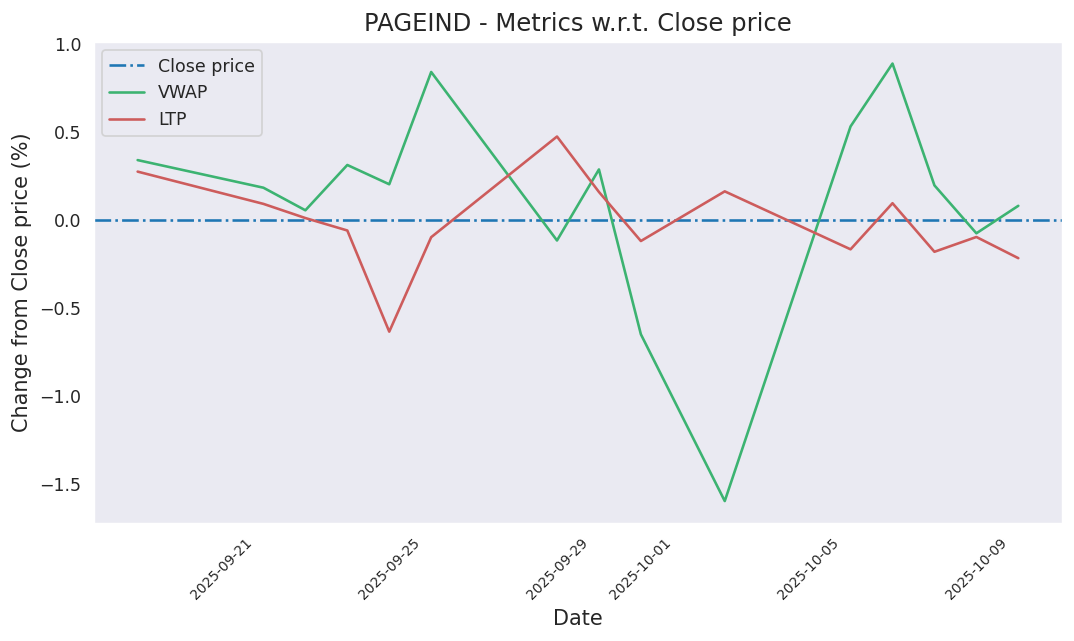 PAGEIND - Metrics w.r.t. Close price
Change from Close price (%)
1.0
0.5
0.0
−0.5
−1.0
−1.5
Close price
VWAP
LTP
2025-09-21
2025-09-25
2025-09-29
2025-10-01
2025-10-05
2025-10-09
Date